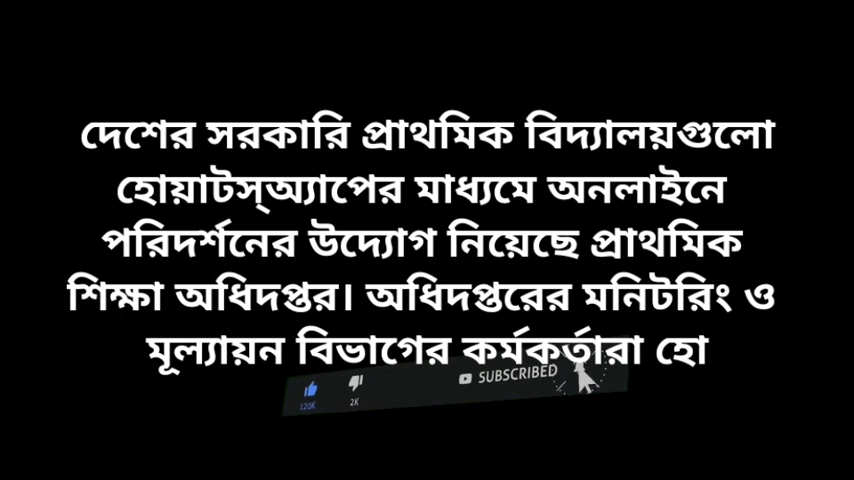 দেশের সরকারি প্রাথমিক বিদ্যালয়গুলো
হোয়াটস্অ্যাপের মাধ্যমে অনলাইনে
পরিদর্শনের উদ্যোগ নিয়েছে প্রাথমিক
শিক্ষা অধিদপ্তর। অধিদপ্তরের মনিটরিং ও
মূল্যায়ন বিভাগের কর্মকর্তারা হো
120K 2K SUBSCRIBED